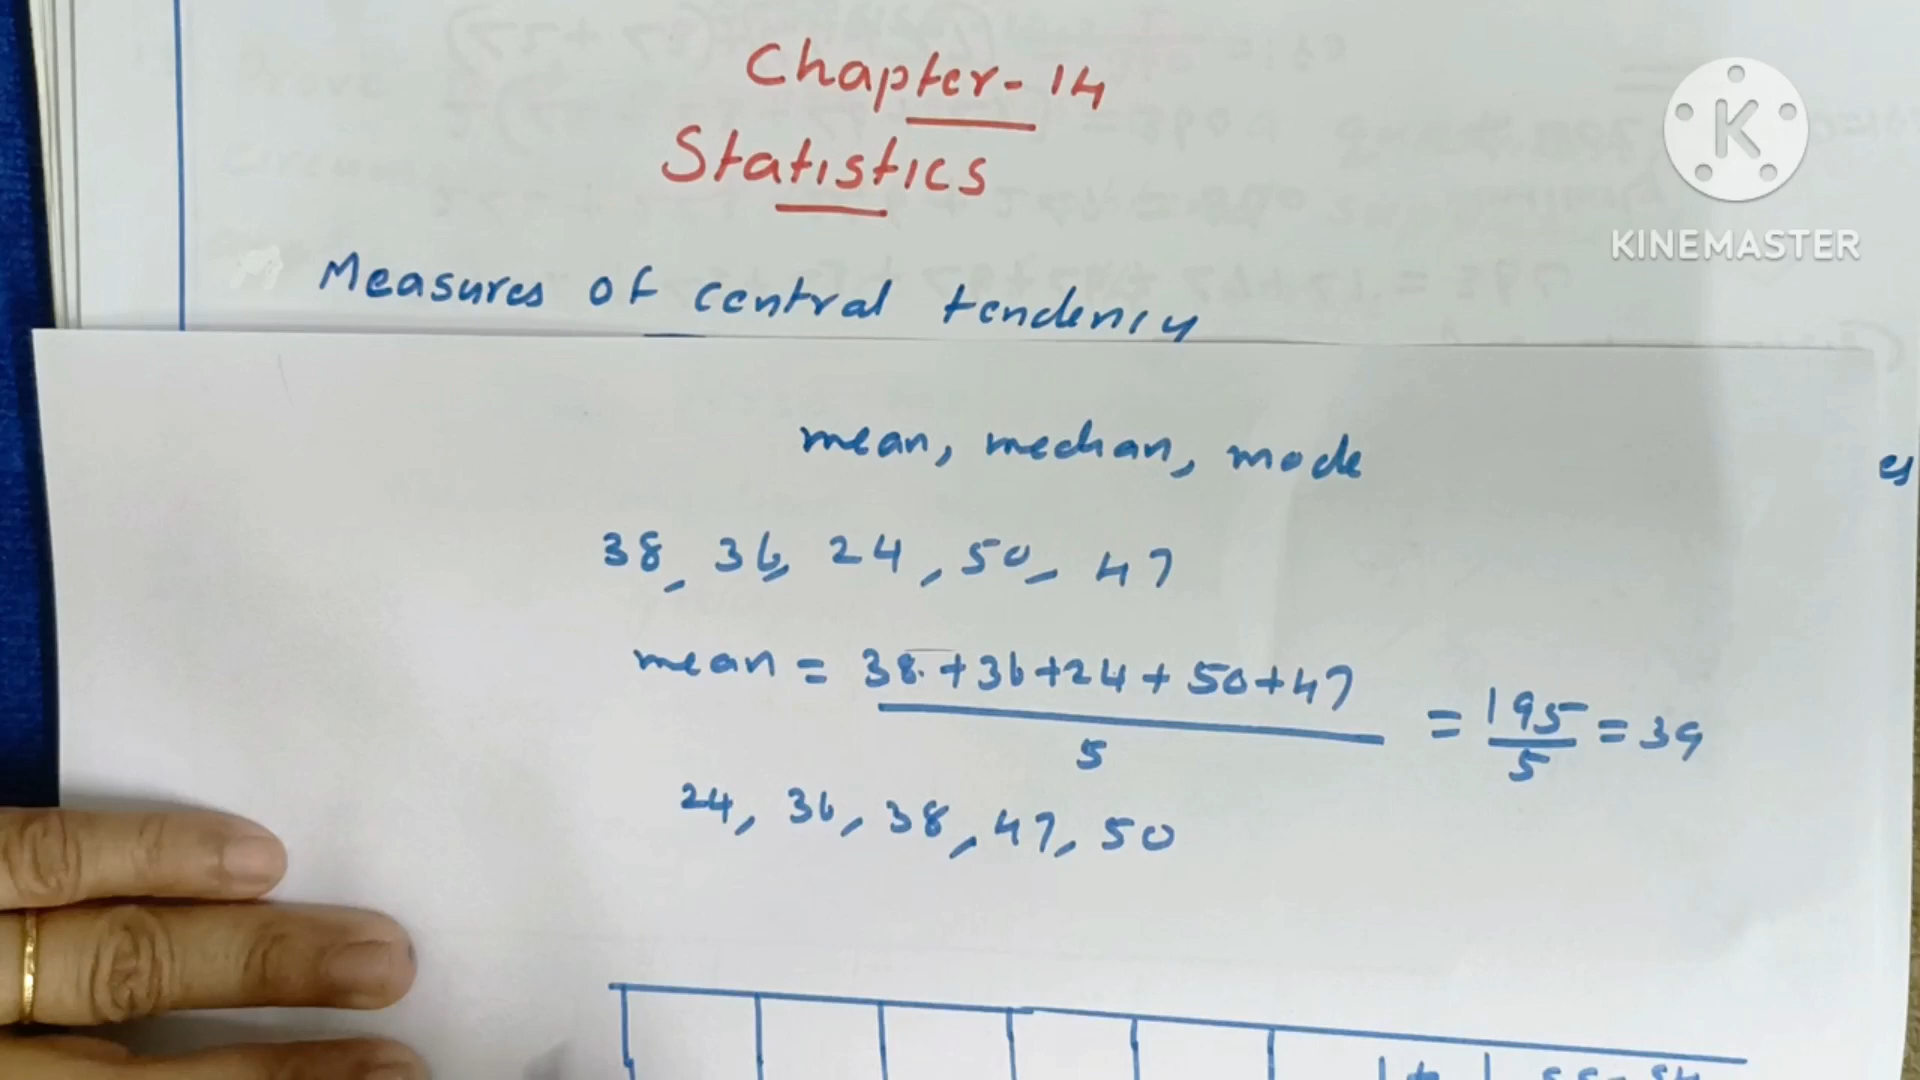 Chapter-14
Statistics
K
KINEMASTER
Measures of central tendency
mean, median, mode
38, 36, 24, 50, 47
mean = 38+36+24+50+47 / 5 = 195/5 = 39
24, 36, 38, 47, 50